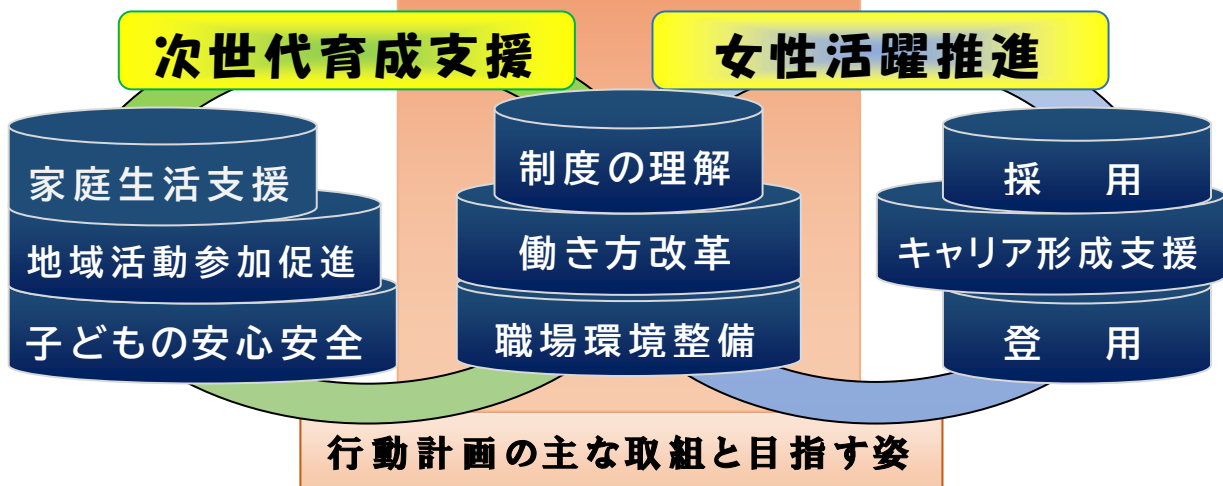 次世代育成支援
女性活躍推進
家庭生活支援
地域活動参加促進
子どもの安心安全
制度の理解
働き方改革
職場環境整備
採　用
キャリア形成支援
登　用
行動計画の主な取組と目指す姿